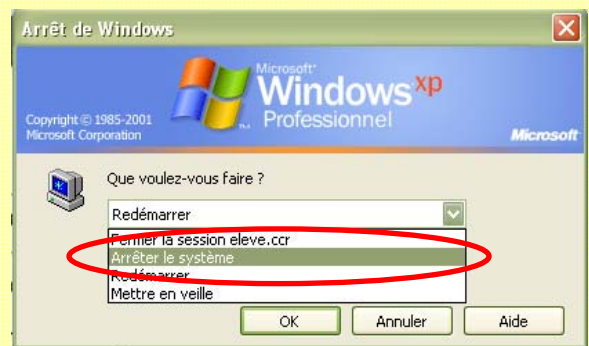 Arrêt de Windows
Microsoft®
Windows xp
Professionnel
Copyright © 1985-2001
Microsoft Corporation
Microsoft
Que voulez-vous faire ?
Redémarrer
Fermer la session eleve.ccr
Arrêter le système
Redémarrer
Mettre en veille
OK Annuler Aide